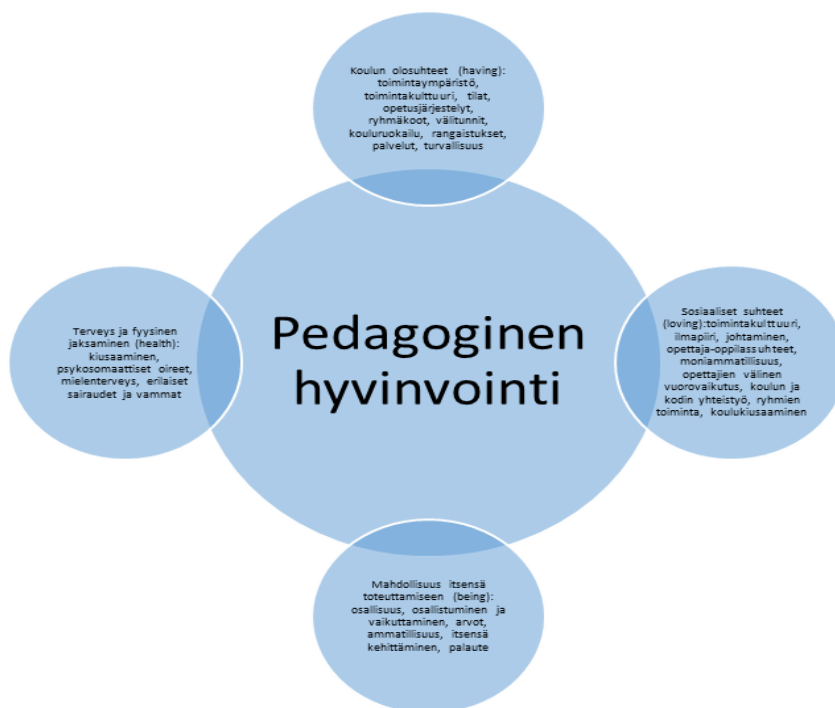 Koulun olosuhteet (having):
toimintaympäristö,
toimintakulttuuri, tilat,
opetusjärjestelyt,
ryhmäkoot, välitunnit,
kouluruokailu, rangaistukset,
palvelut, turvallisuus
Terveys ja fyysinen
jaksaminen (health):
kiusaaminen,
psykosomaattiset oireet,
mielenterveys, erilaiset
sairaudet ja vammat
Pedagoginen
hyvinvointi
Sosiaaliset suhteet
(loving):toimintakulttuuri,
ilmapiiri, johtaminen,
opettaja-oppilassuhteet,
moniammatillisuus,
opettajien välinen
vuorovaikutus, koulun ja
kodin yhteistyö, ryhmien
toiminta, koulukiusaaminen
Mahdollisuus itsensä
toteuttamiseen (being):
osallisuus, osallistuminen ja
vaikuttaminen, arvot,
ammatillisuus, itsensä
kehittäminen, palaute